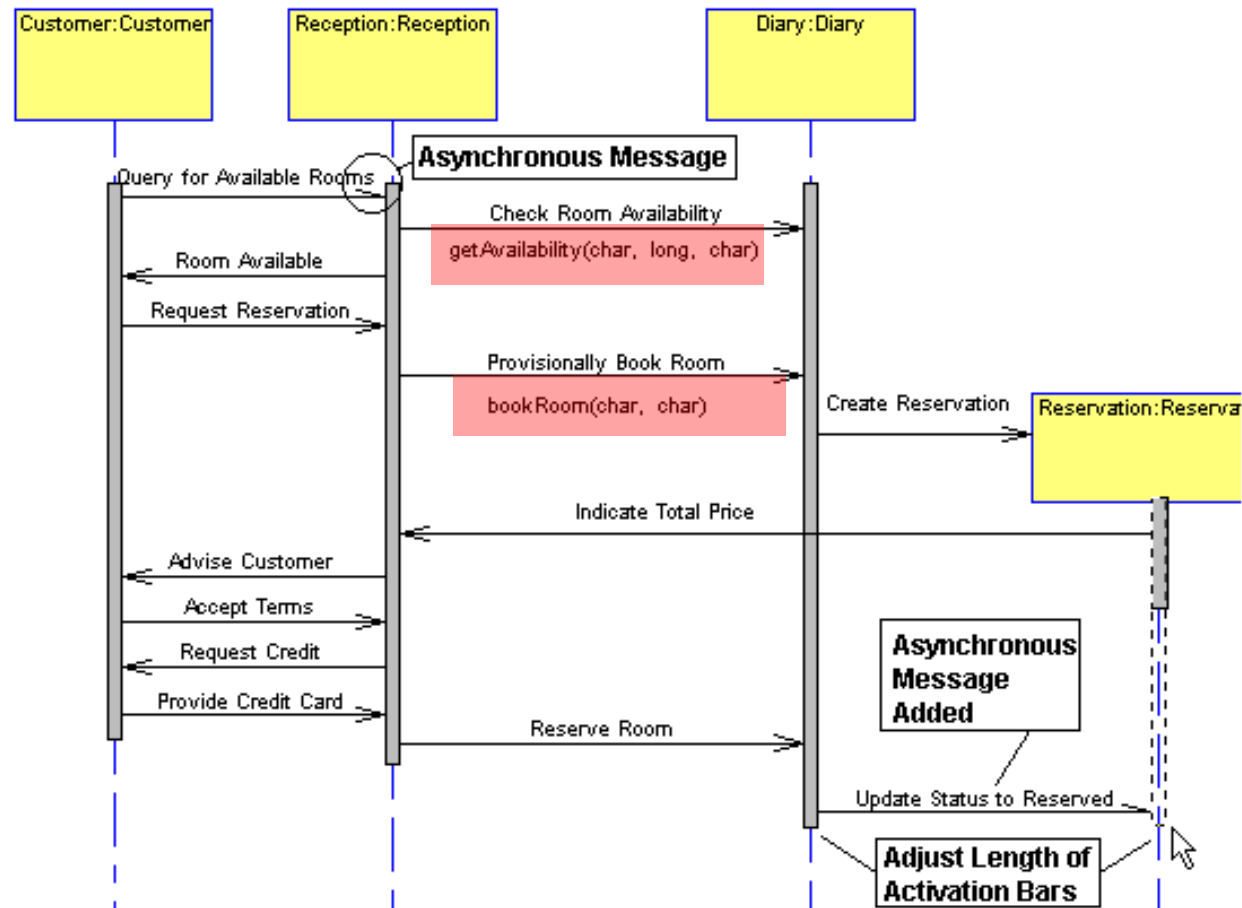 Customer:Customer
Reception:Reception
Diary:Diary
Asynchronous Message
Query for Available Rooms
Check Room Availability
getAvailability(char, long, char)
Room Available
Request Reservation
Provisionally Book Room
bookRoom(char, char)
Create Reservation
Reservation:Reserva
Indicate Total Price
Advise Customer
Accept Terms
Request Credit
Provide Credit Card
Asynchronous
Message
Added
Reserve Room
Update Status to Reserved
Adjust Length of
Activation Bars